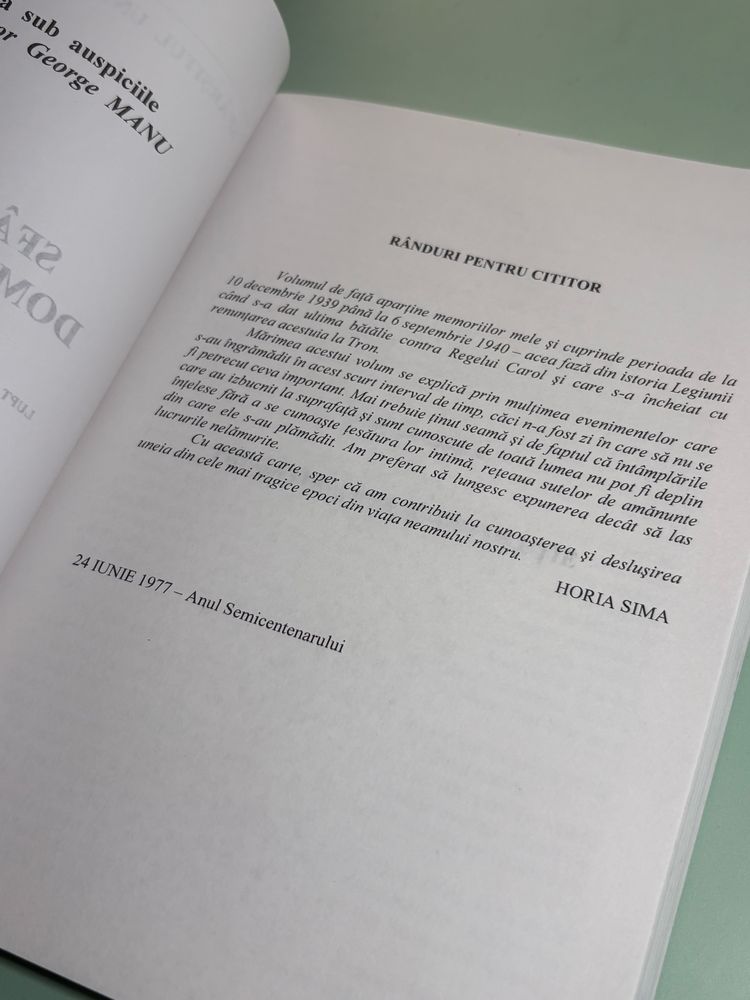 a sub auspiciile
or George MANU
SFÂ
DOM
LUPT
RÂNDURI PENTRU CITITOR
Volumul de față aparține memoriilor mele și cuprinde perioada de la
10 decembrie 1939 până la 6 septembrie 1940 – acea fază din istoria Legiunii
când s-a dat ultima bătălie contra Regelui Carol și care s-a încheiat cu
renunțarea acestuia la Tron.
Mărimea acestui volum se explică prin mulțimea evenimentelor care
s-au îngrămădit în acest scurt interval de timp, căci n-a fost zi în care să nu se
fi petrecut ceva important. Mai trebuie ținut seamă și de faptul că întâmplările
care au izbucnit la suprafață și sunt cunoscute de toată lumea nu pot fi deplin
înțelese fără a se cunoaște țesătura lor intimă, rețeaua sutelor de amănunte
din care ele s-au plămădit. Am preferat să lungesc expunerea decât să las
lucrurile nelămurite.
Cu această carte, sper că am contribuit la cunoașterea și deslușirea
uneia din cele mai tragice epoci din viața neamului nostru.
HORIA SIMA
24 IUNIE 1977 – Anul Semicentenarului